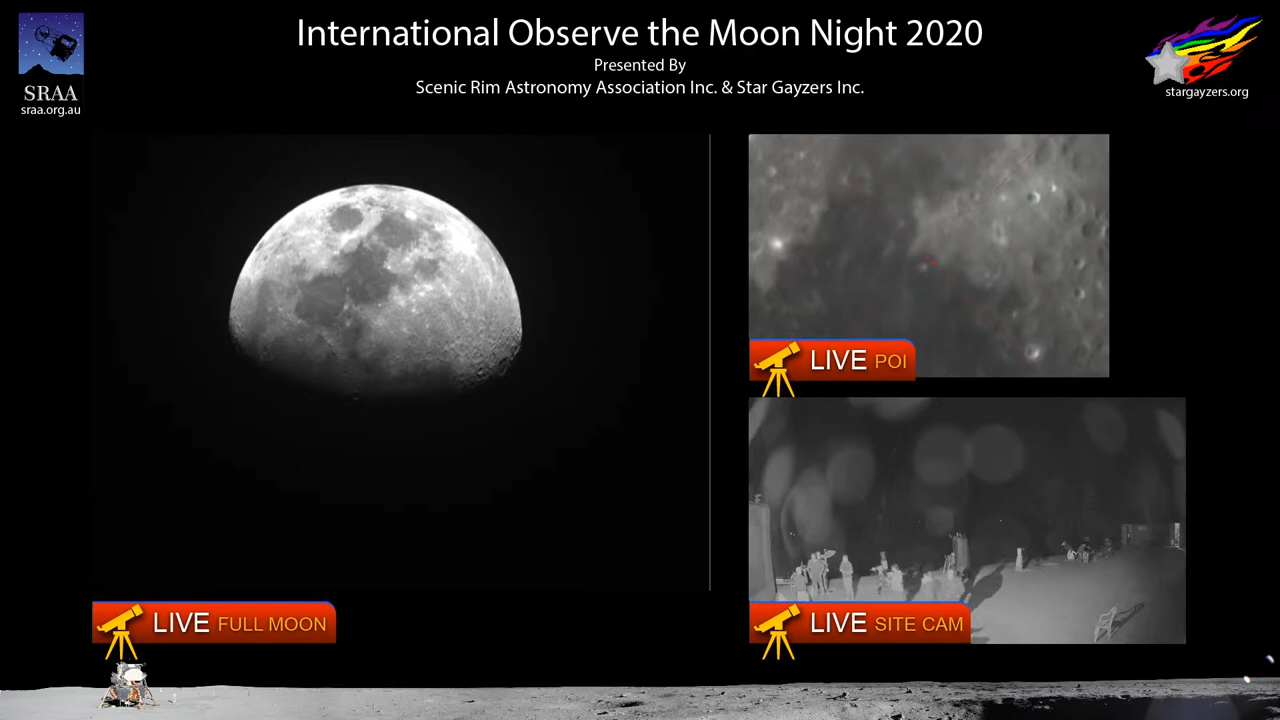 International Observe the Moon Night 2020
Presented By
Scenic Rim Astronomy Association Inc. & Star Gayzers Inc.
SRAA
sraa.org.au
stargayzers.org
LIVE POI
LIVE FULL MOON
LIVE SITE CAM